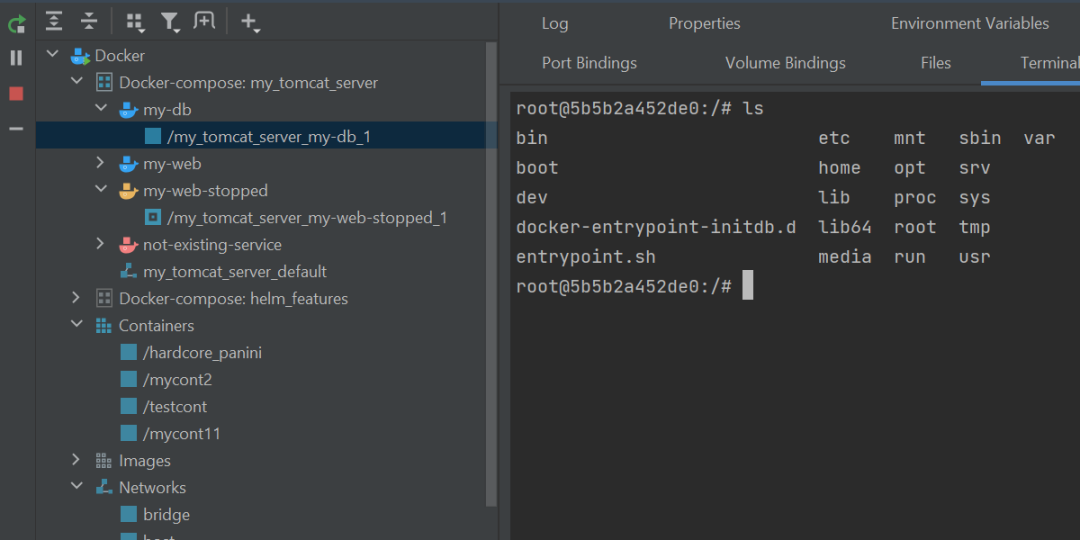 Docker
Docker-compose: my_tomcat_server
my-db
/my_tomcat_server_my-db_1
my-web
my-web-stopped
/my_tomcat_server_my-web-stopped_1
not-existing-service
my_tomcat_server_default
Docker-compose: helm_features
Containers
/hardcore_panini
/mycont2
/testcont
/mycont11
Images
Networks
bridge
host
Log Properties Environment Variables
Port Bindings Volume Bindings Files Terminal
root@5b5b2a452de0:/# ls
bin etc mnt sbin var
boot home opt srv
dev lib proc sys
docker-entrypoint-initdb.d lib64 root tmp
entrypoint.sh media run usr
root@5b5b2a452de0:/#